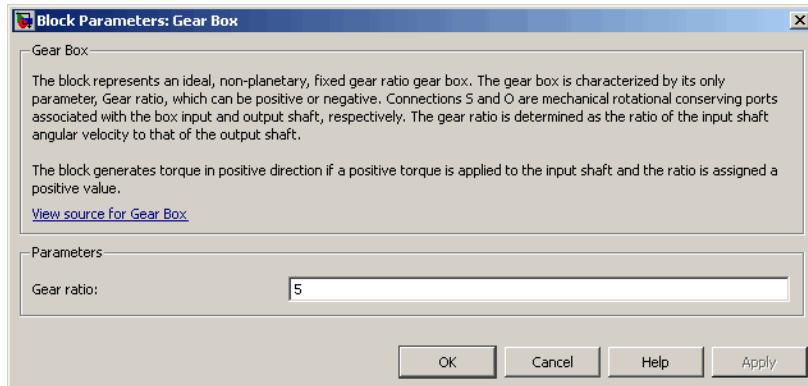 Block Parameters: Gear Box
Gear Box
The block represents an ideal, non-planetary, fixed gear ratio gear box. The gear box is characterized by its only
parameter, Gear ratio, which can be positive or negative. Connections S and O are mechanical rotational conserving ports
associated with the box input and output shaft, respectively. The gear ratio is determined as the ratio of the input shaft
angular velocity to that of the output shaft.
The block generates torque in positive direction if a positive torque is applied to the input shaft and the ratio is assigned a
positive value.
View source for Gear Box
Parameters
Gear ratio: 5
OK Cancel Help Apply